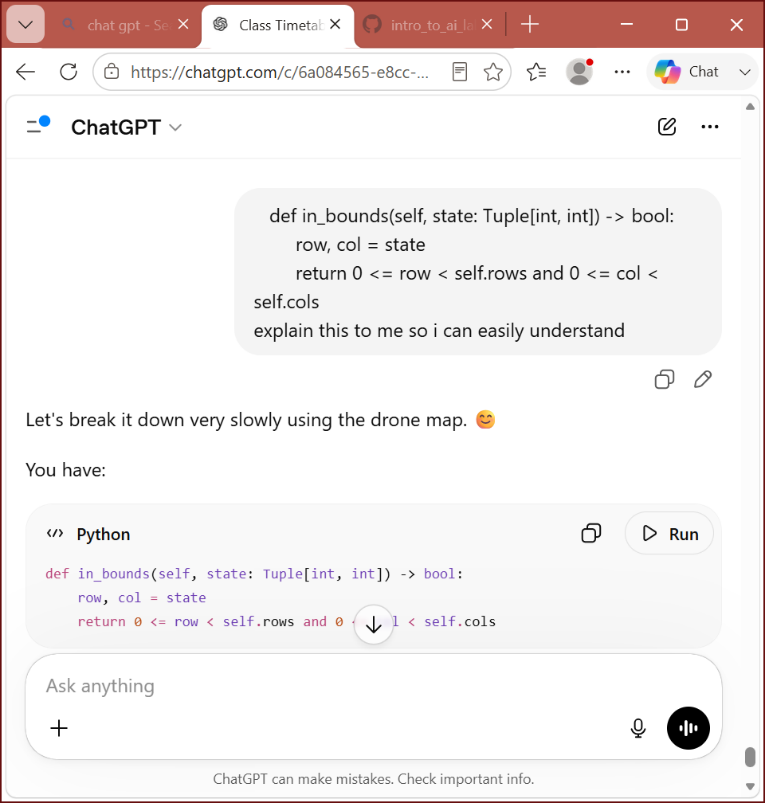 chat gpt - Se
Class Timetab
intro_to_ai_la
https://chatgpt.com/c/6a084565-e8cc-...
Chat
ChatGPT
def in_bounds(self, state: Tuple[int, int]) -> bool:
row, col = state
return 0 <= row < self.rows and 0 <= col <
self.cols
explain this to me so i can easily understand
Let's break it down very slowly using the drone map. 😊
You have:
Python
Run
def in_bounds(self, state: Tuple[int, int]) -> bool:
row, col = state
return 0 <= row < self.rows and 0 < self.cols
Ask anything
ChatGPT can make mistakes. Check important info.